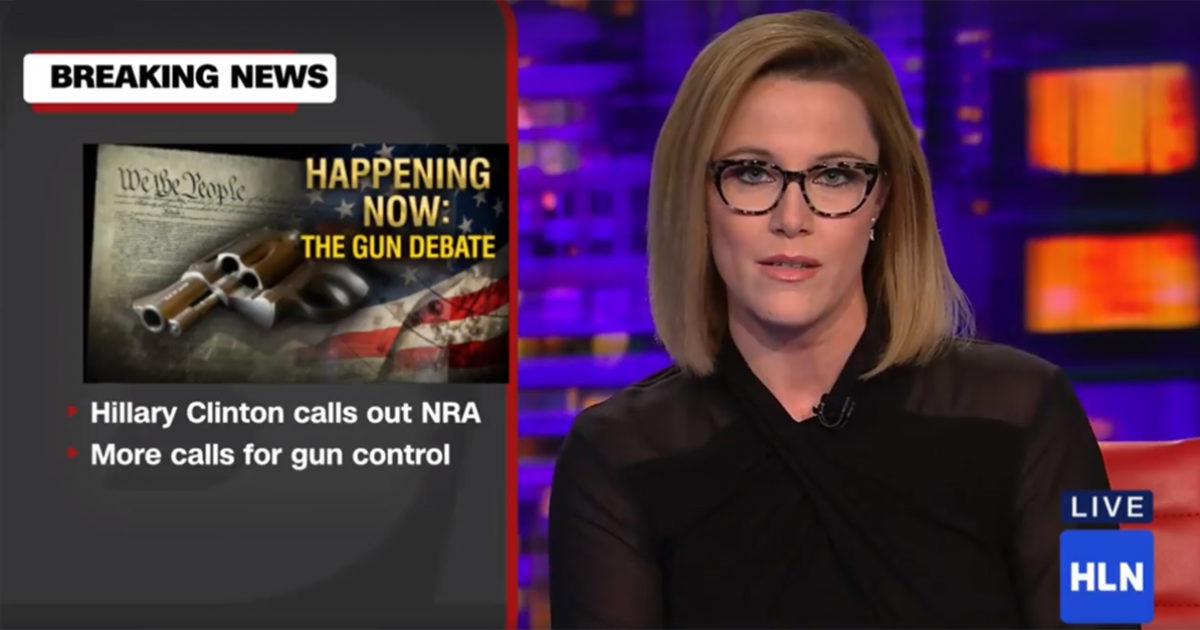 BREAKING NEWS
We the People
HAPPENING
NOW:
THE GUN DEBATE
Hillary Clinton calls out NRA
More calls for gun control
LIVE
HLN